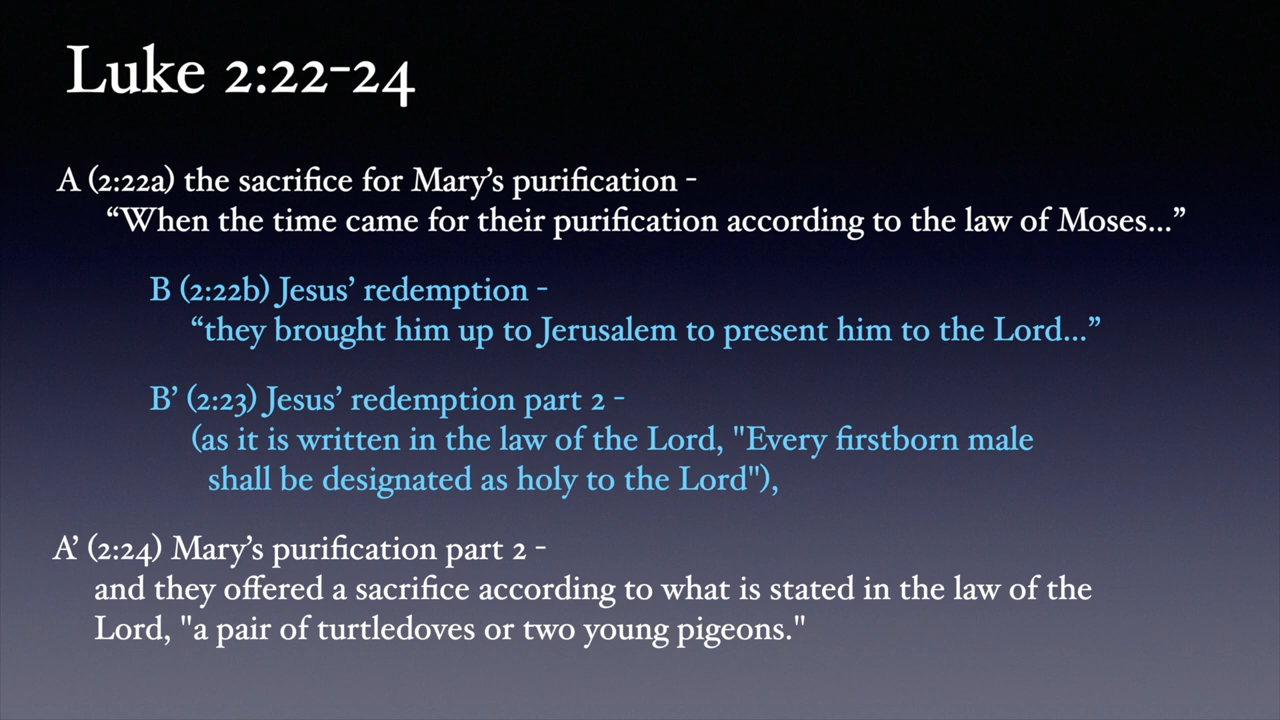 Luke 2:22-24
A (2:22a) the sacrifice for Mary’s purification -
“When the time came for their purification according to the law of Moses...”
B (2:22b) Jesus’ redemption -
“they brought him up to Jerusalem to present him to the Lord...”
B’ (2:23) Jesus’ redemption part 2 -
(as it is written in the law of the Lord, "Every firstborn male
shall be designated as holy to the Lord"),
A’ (2:24) Mary’s purification part 2 -
and they offered a sacrifice according to what is stated in the law of the
Lord, "a pair of turtledoves or two young pigeons."